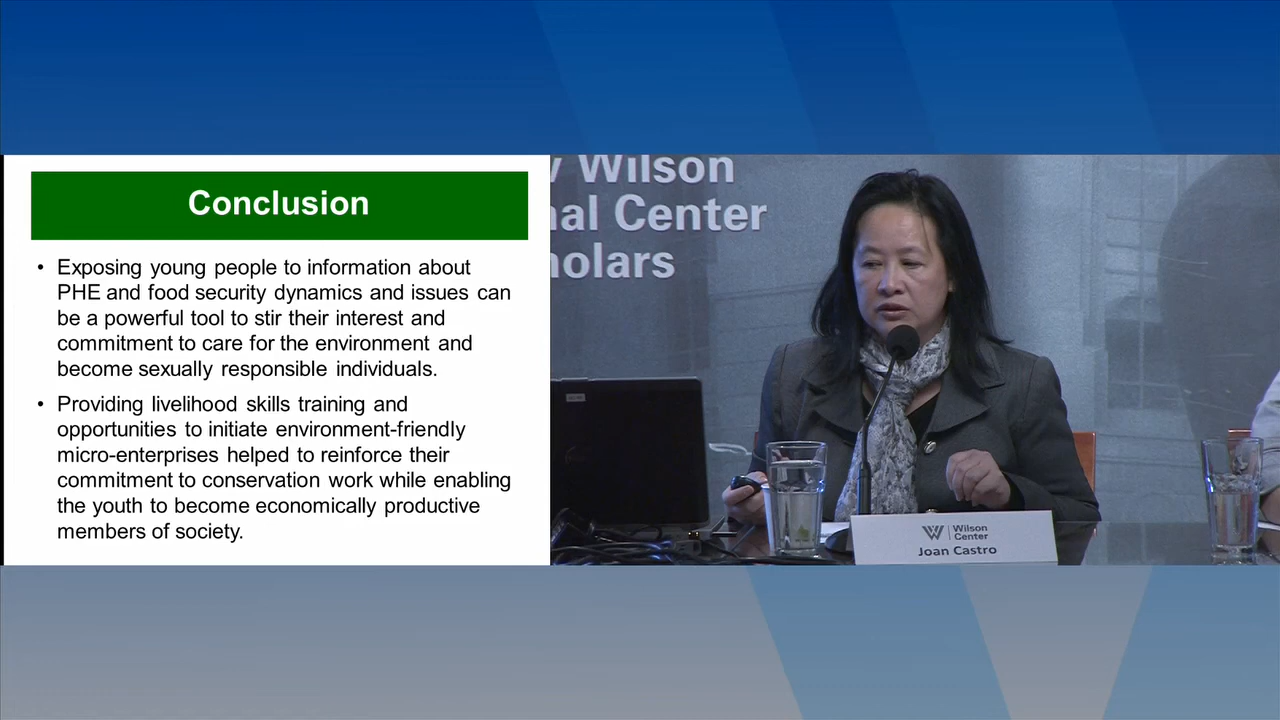 Conclusion
• Exposing young people to information about
PHE and food security dynamics and issues can
be a powerful tool to stir their interest and
commitment to care for the environment and
become sexually responsible individuals.
• Providing livelihood skills training and
opportunities to initiate environment-friendly
micro-enterprises helped to reinforce their
commitment to conservation work while enabling
the youth to become economically productive
members of society.
Wilson
Center
Wilson
Center
Joan Castro